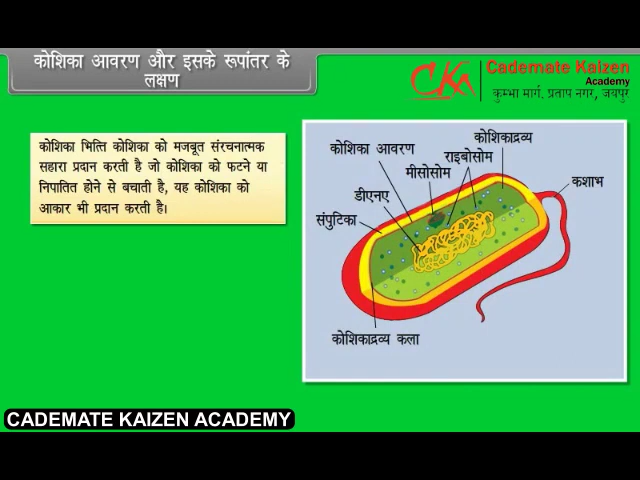 कोशिका आवरण और इसके रूपांतर के
लक्षण
CKA
Cademate Kaizen
Academy
कुम्भा मार्ग. प्रताप नगर, जयपुर
कोशिका भित्ति कोशिका को मजबूत संरचनात्मक
सहारा प्रदान करती है जो कोशिका को फटने या
निपातित होने से बचाती है, यह कोशिका को
आकार भी प्रदान करती है।
कोशिकाद्रव्य
कोशिका आवरण
राइबोसोम
मीसोसोम
कशाभ
डीएनए
संपुटिका
कोशिकाद्रव्य कला
CADEMATE KAIZEN ACADEMY